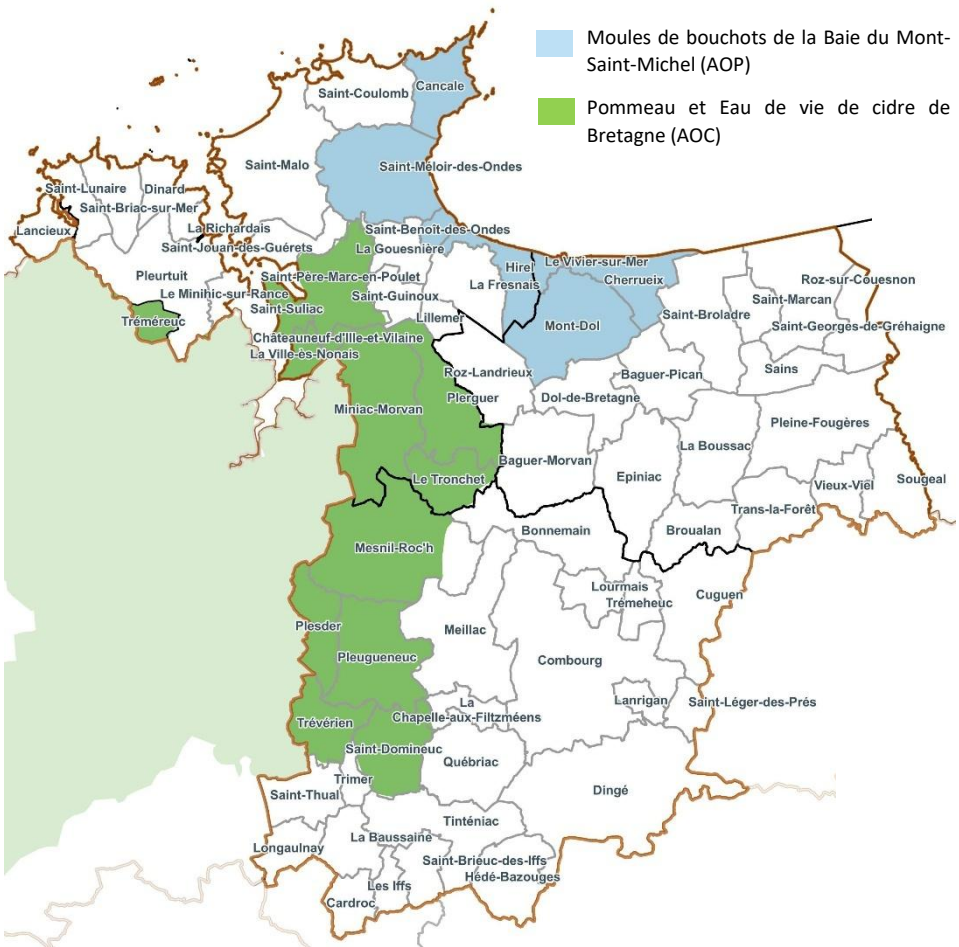 Moules de bouchots de la Baie du Mont-
Saint-Michel (AOP)
Pommeau et Eau de vie de cidre de
Bretagne (AOC)
Cancale
Saint-Coulomb
Saint-Malo
Saint-Méloir-des-Ondes
Saint-Lunaire
Dinard
Saint-Briac-sur-Mer
Lancieux
La Richardais
Saint-Benoît-des-Ondes
Saint-Jouan-des-Guérets
La Gouesnière
Pleurtuit
Saint-Père-Marc-en-Poulet
Hirel
Le Vivier-sur-Mer
Cherrueix
La Fresnais
Roz-sur-Couesnon
Le Minihic-sur-Rance
Saint-Guinoux
Saint-Marcan
Saint-Suliac
Lillemer
Saint-Broladre
Tréméreuc
Mont-Dol
Saint-Georges-de-Gréhaigne
Châteauneuf-d'Ille-et-Vilaine
La Ville-ès-Nonais
Roz-Landrieux
Baguer-Pican
Sains
Miniac-Morvan
Plerguer
Dol-de-Bretagne
Pleine-Fougères
La Boussac
Baguer-Morvan
Le Tronchet
Epiniac
Vieux-Viel
Sougeal
Trans-la-Forêt
Bonnemain
Broualan
Mesnil-Roc'h
Lourmais
Trémeheuc
Cuguen
Plesder
Meillac
Pleugueneuc
Combourg
La
Chapelle-aux-Filtzméens
Lanrigan
Saint-Léger-des-Prés
Trévérien
Saint-Domineuc
Québriac
Trimer
Saint-Thual
Dingé
Tinténiac
La Baussaine
Longaulnay
Saint-Brieuc-des-Iffs
Hédé-Bazouges
Les Iffs
Cardroc